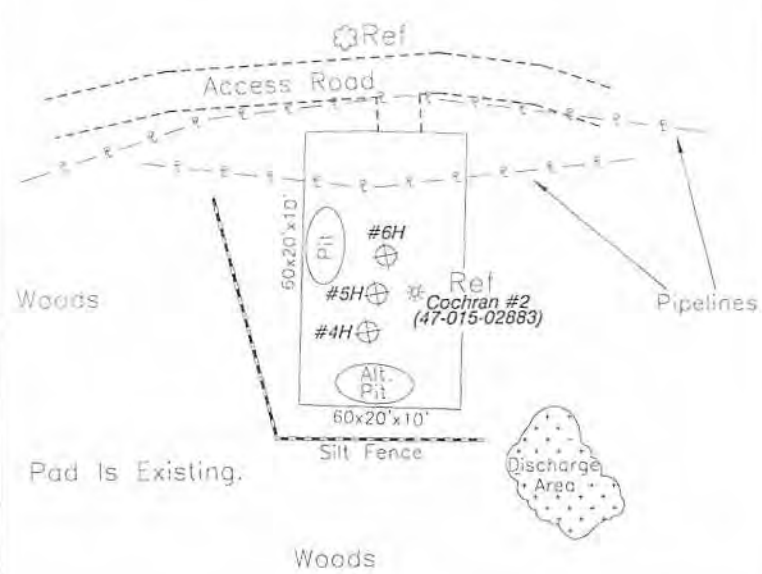 Ref
Access Road
#6H
Pit
60x20'x10'
#5H
Ref
Cochran #2
(47-015-02883)
#4H
Woods
Pipelines
Alt.
Pit
60x20'x10'
Silt Fence
Discharge
Area
Pad Is Existing.
Woods